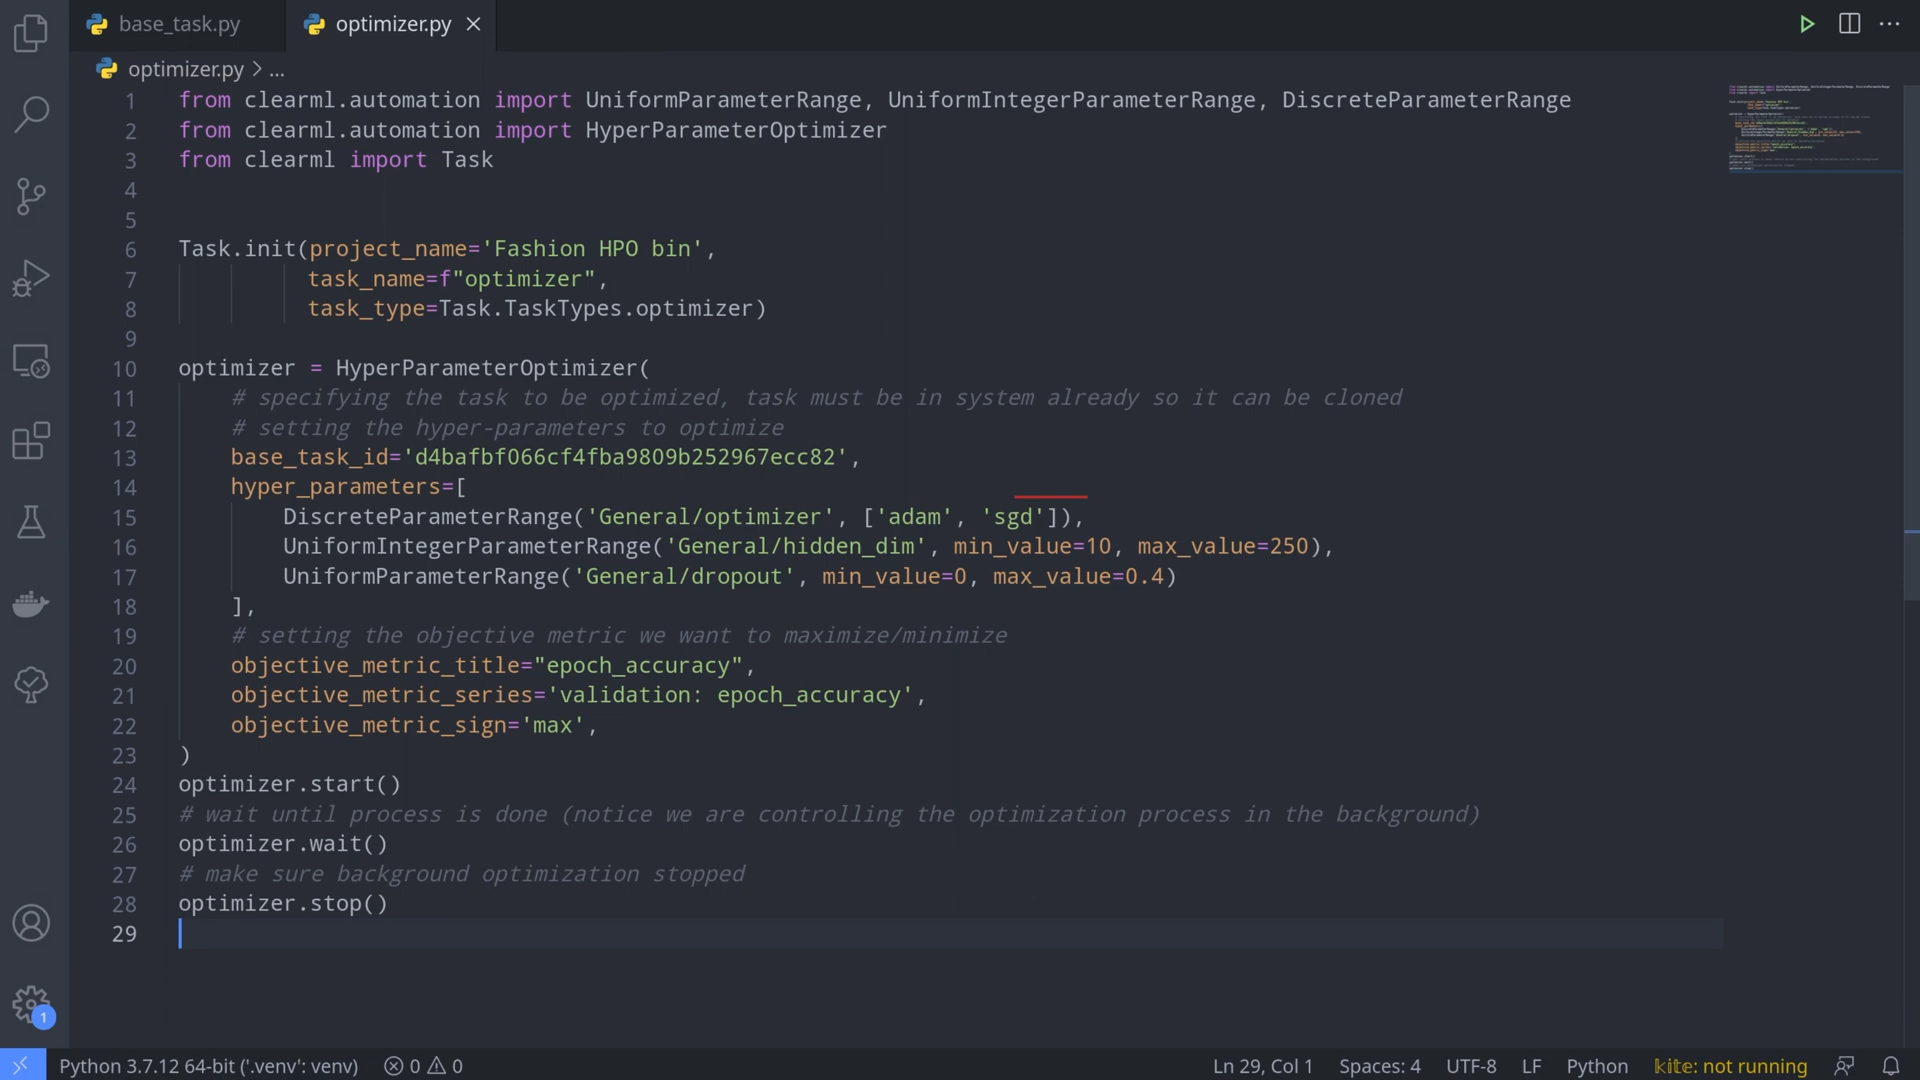 base_task.py
optimizer.py
optimizer.py > ...
1 from clearml.automation import UniformParameterRange, UniformIntegerParameterRange, DiscreteParameterRange
2 from clearml.automation import HyperParameterOptimizer
3 from clearml import Task
4
5
6 Task.init(project_name='Fashion HPO bin',
7 task_name=f"optimizer",
8 task_type=Task.TaskTypes.optimizer)
9
10 optimizer = HyperParameterOptimizer(
11 # specifying the task to be optimized, task must be in system already so it can be cloned
12 # setting the hyper-parameters to optimize
13 base_task_id='d4bafbf066cf4fba9809b252967ecc82',
14 hyper_parameters=[
15 DiscreteParameterRange('General/optimizer', ['adam', 'sgd']),
16 UniformIntegerParameterRange('General/hidden_dim', min_value=10, max_value=250),
17 UniformParameterRange('General/dropout', min_value=0, max_value=0.4)
18 ],
19 # setting the objective metric we want to maximize/minimize
20 objective_metric_title="epoch_accuracy",
21 objective_metric_series='validation: epoch_accuracy',
22 objective_metric_sign='max',
23 )
24 optimizer.start()
25 # wait until process is done (notice we are controlling the optimization process in the background)
26 optimizer.wait()
27 # make sure background optimization stopped
28 optimizer.stop()
29
1
Python 3.7.12 64-bit ('.venv': venv) 0 0 Ln 29, Col 1 Spaces: 4 UTF-8 LF Python kite: not running